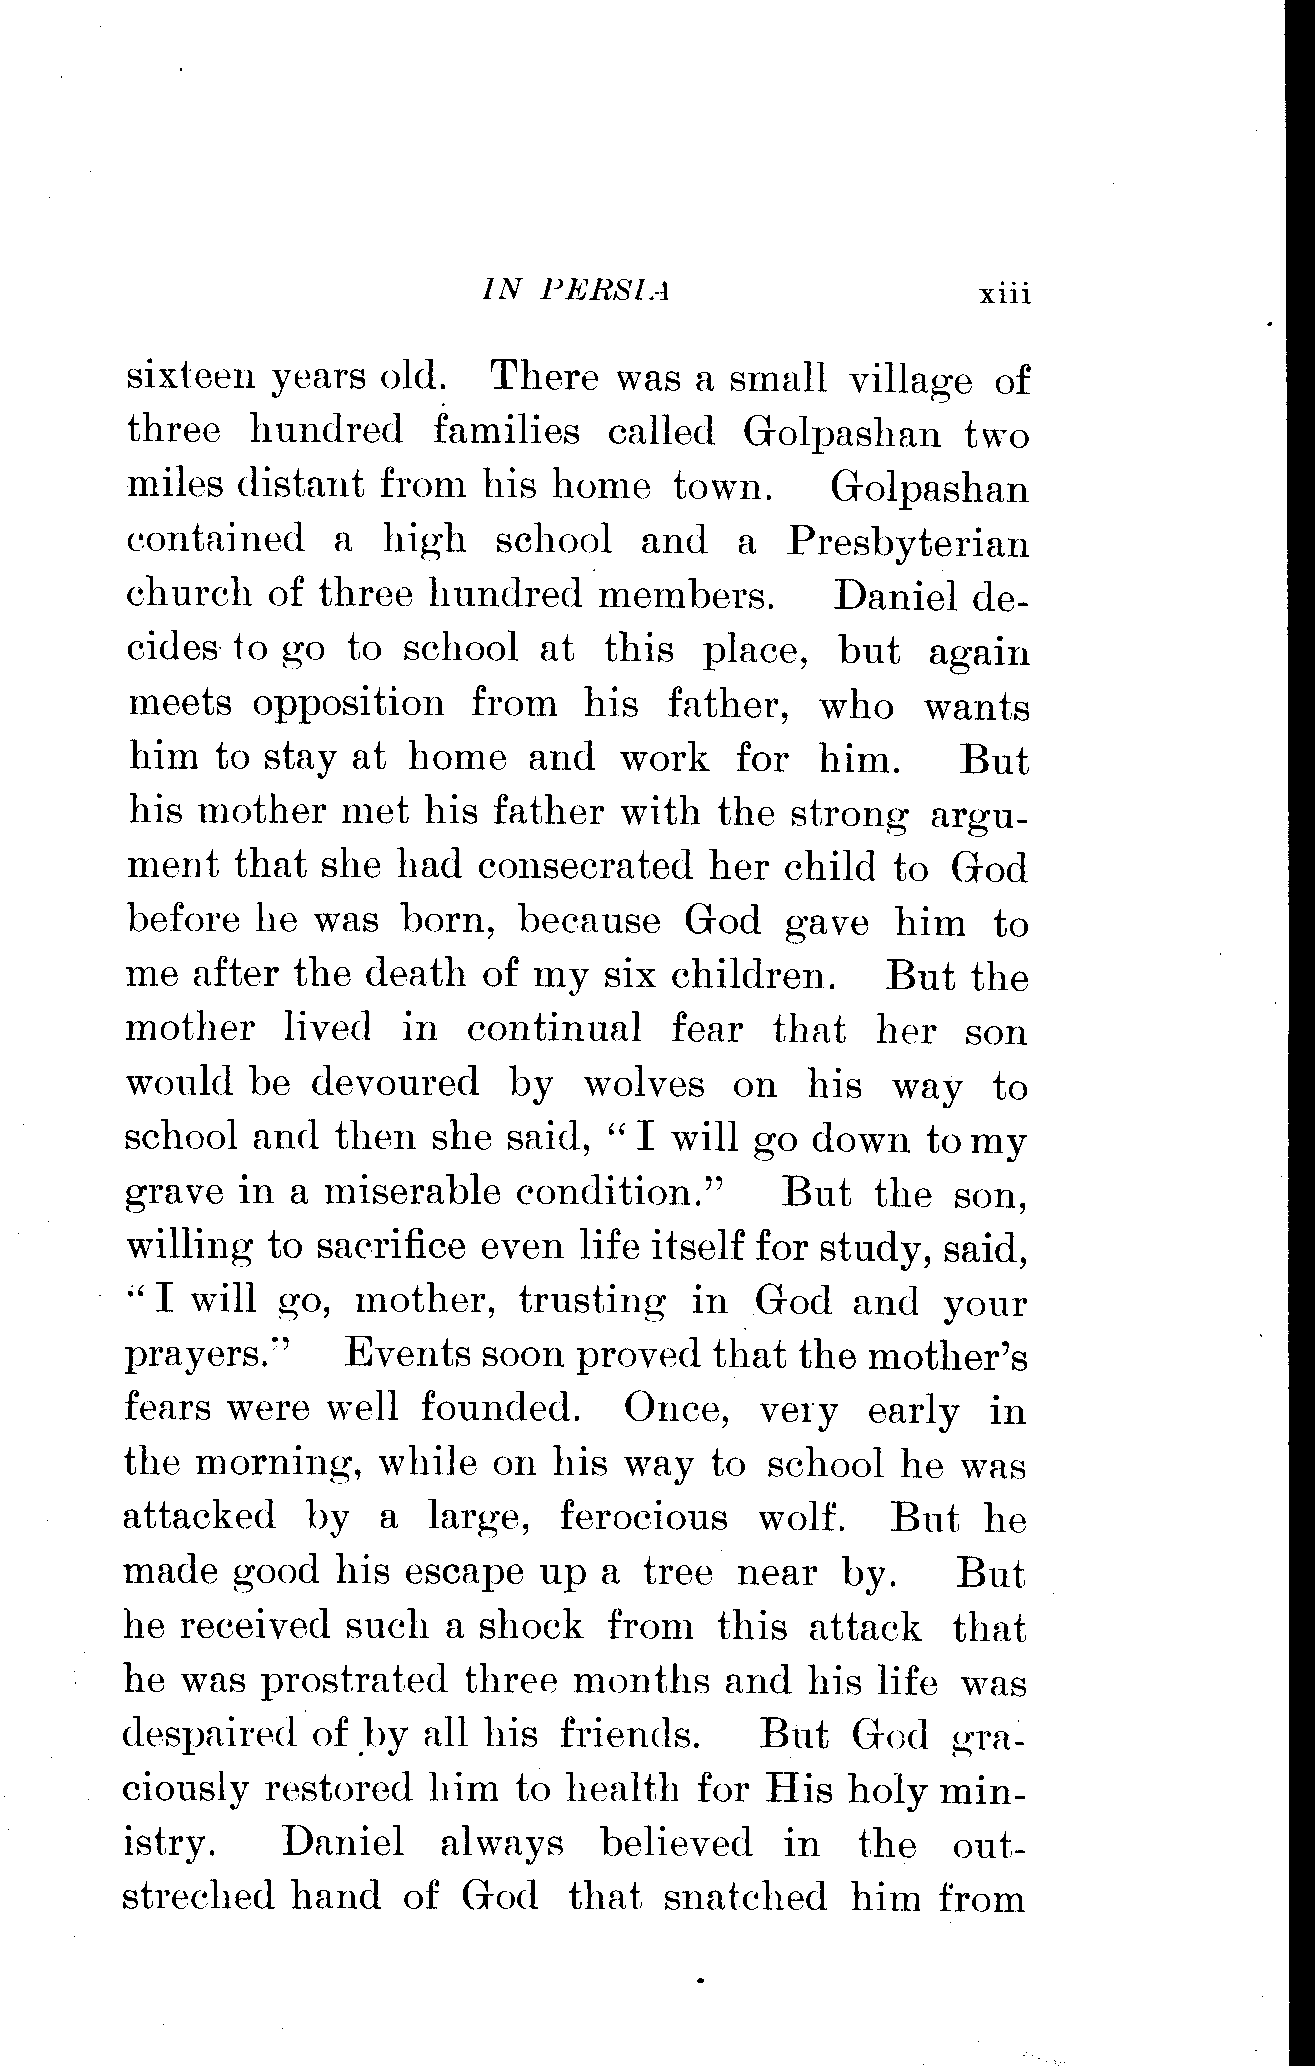 IN PERSIA xiii
sixteen years old. There was a small village of
three hundred families called Golpashan two
miles distant from his home town. Golpashan
contained a high school and a Presbyterian
church of three hundred members. Daniel de-
cides to go to school at this place, but again
meets opposition from his father, who wants
him to stay at home and work for him. But
his mother met his father with the strong argu-
ment that she had consecrated her child to God
before he was born, because God gave him to
me after the death of my six children. But the
mother lived in continual fear that her son
would be devoured by wolves on his way to
school and then she said, "I will go down to my
grave in a miserable condition." But the son,
willing to sacrifice even life itself for study, said,
"I will go, mother, trusting in God and your
prayers." Events soon proved that the mother's
fears were well founded. Once, very early in
the morning, while on his way to school he was
attacked by a large, ferocious wolf. But he
made good his escape up a tree near by. But
he received such a shock from this attack that
he was prostrated three months and his life was
despaired of by all his friends. But God gra-
ciously restored him to health for His holy min-
istry. Daniel always believed in the out-
streched hand of God that snatched him from